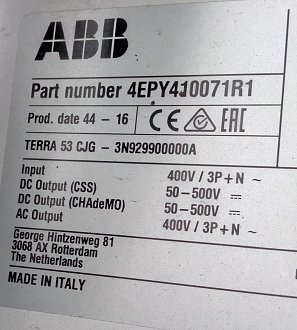 ABB
Part number 4EPY410071R1
Prod. date 44 - 16 CE EAC
TERRA 53 CJG - 3N929900000A
Input 400V / 3P+N ~
DC Output (CSS) 50-500V ⎓
DC Output (CHAdeMO) 50-500V ⎓
AC Output 400V / 3P+N ~
George Hintzenweg 81
3068 AX Rotterdam
The Netherlands
MADE IN ITALY